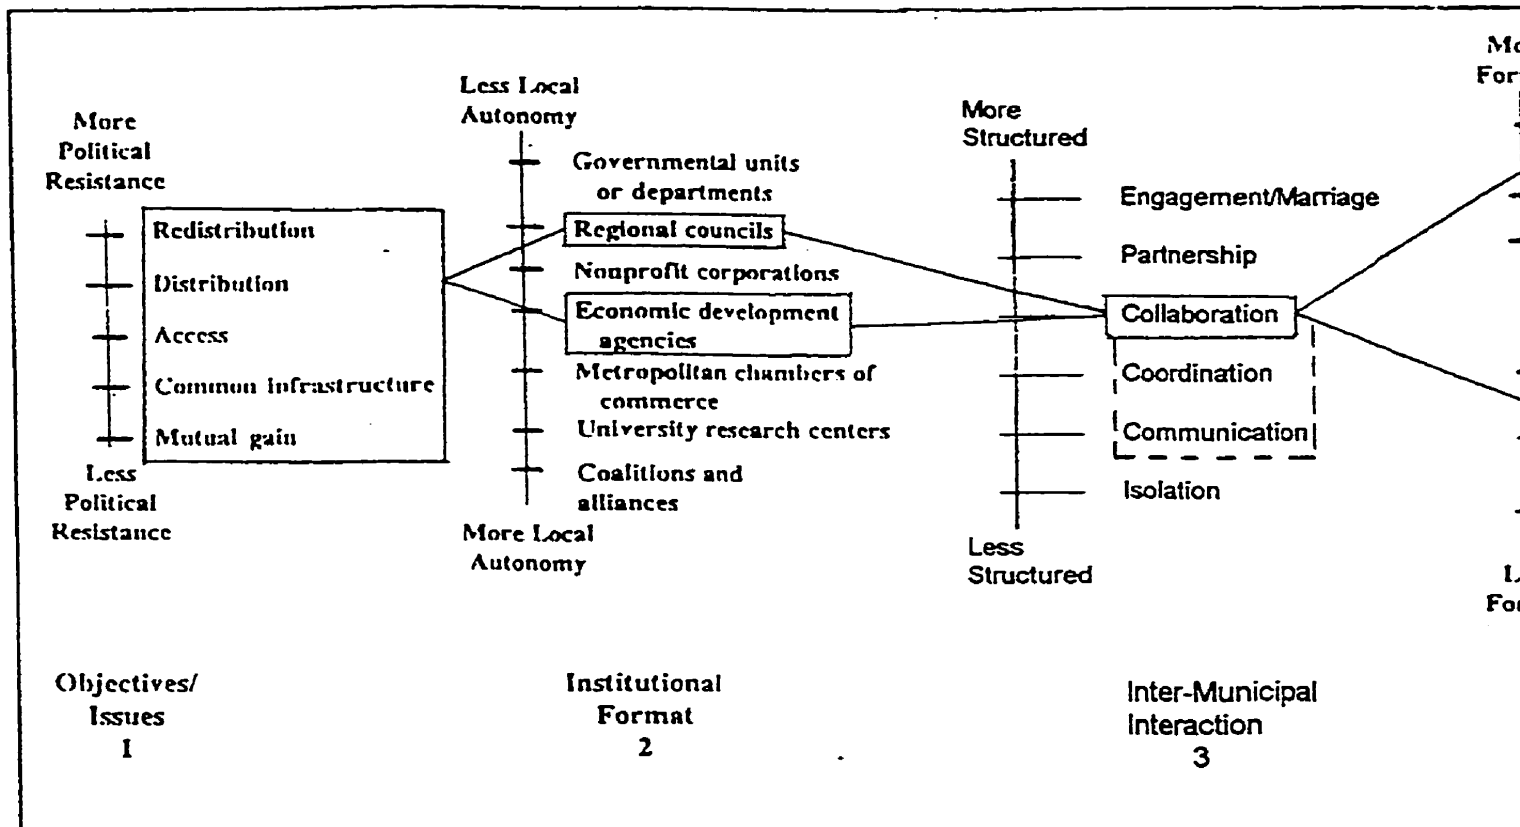 More
Political
Resistance
Redistribution
Distribution
Access
Common infrastructure
Mutual gain
Less
Political
Resistance
Objectives/
Issues
1
Less Local
Autonomy
Governmental units
or departments
Regional councils
Nonprofit corporations
Economic development
agencies
Metropolitan chambers of
commerce
University research centers
Coalitions and
alliances
More Local
Autonomy
Institutional
Format
2
More
Structured
Engagement/Marriage
Partnership
Collaboration
Coordination
Communication
Isolation
Less
Structured
Inter-Municipal
Interaction
3